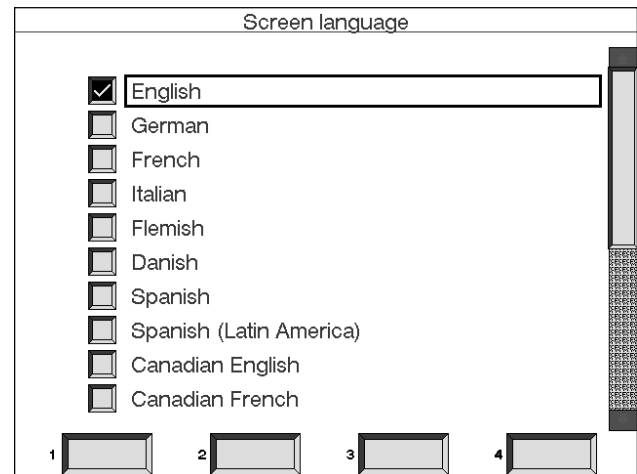 Screen language
English
German
French
Italian
Flemish
Danish
Spanish
Spanish (Latin America)
Canadian English
Canadian French
1 2 3 4